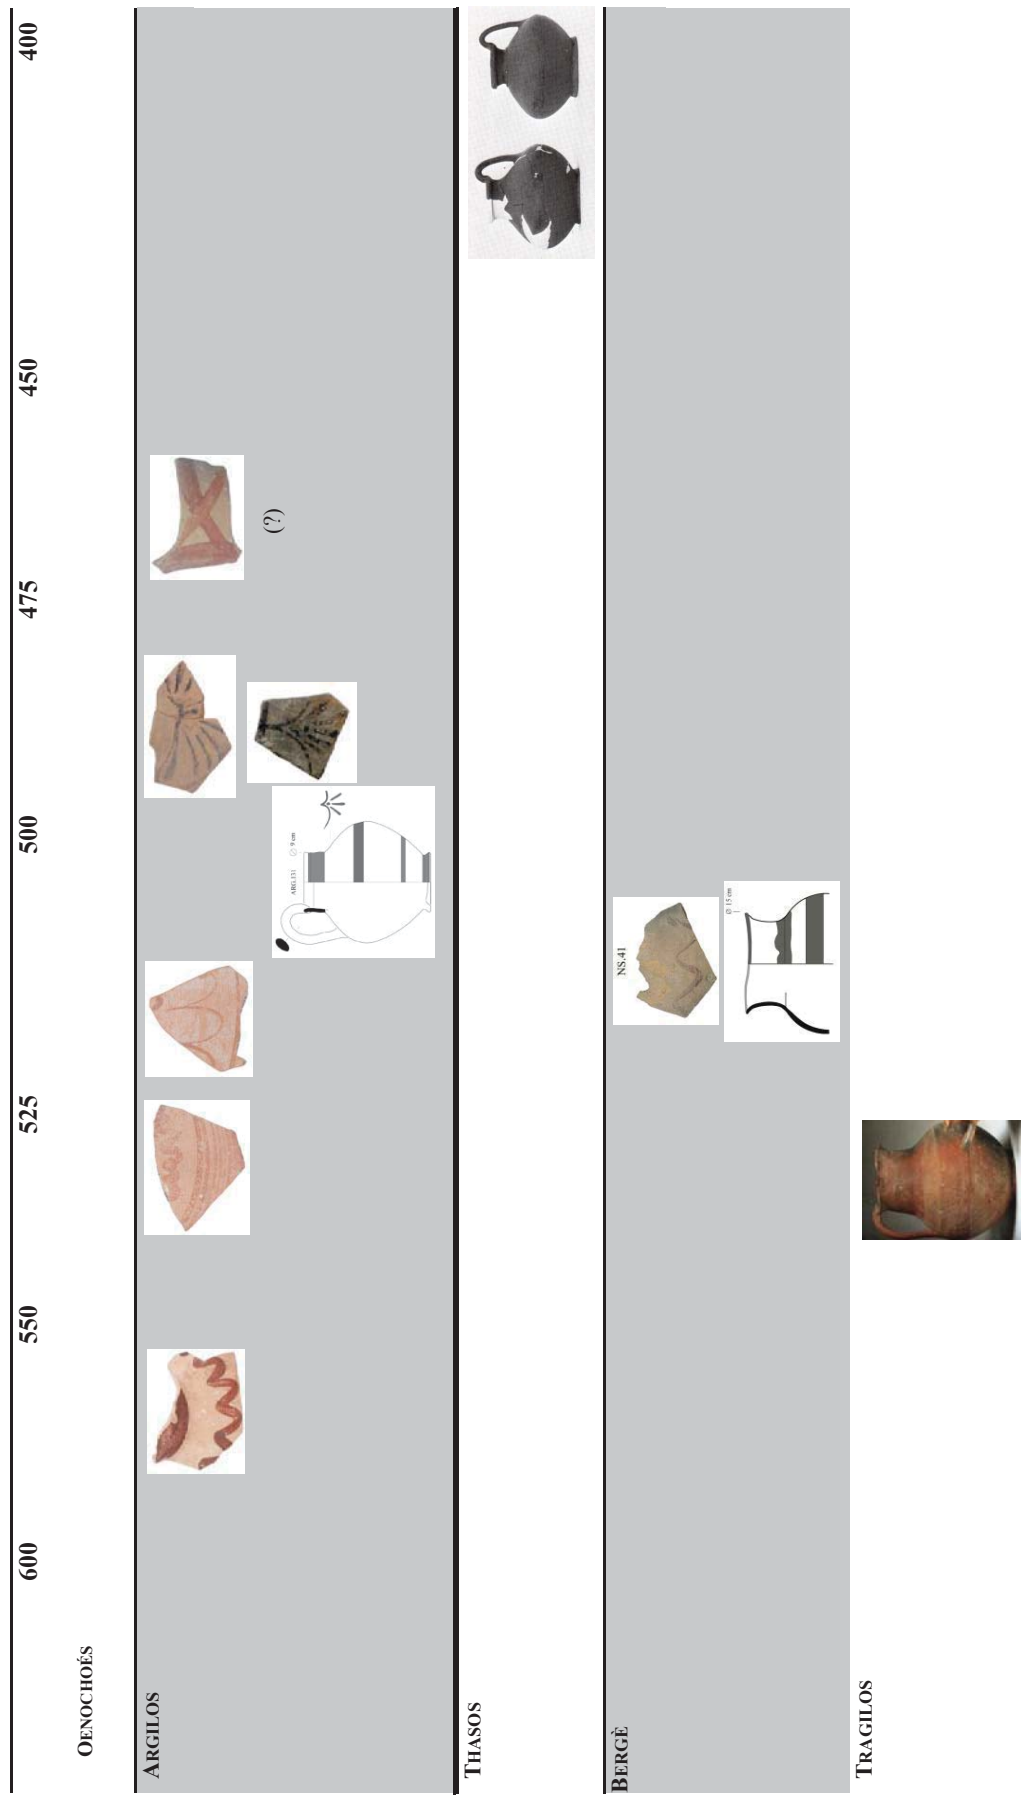 600 550 525 500 475 450 400
OENOCHOÉS
ARGILOS
(?)
ARG.131 ∅ 9 cm
THASOS
BERGÈ
NS.41
∅ 15 cm
TRAGILOS